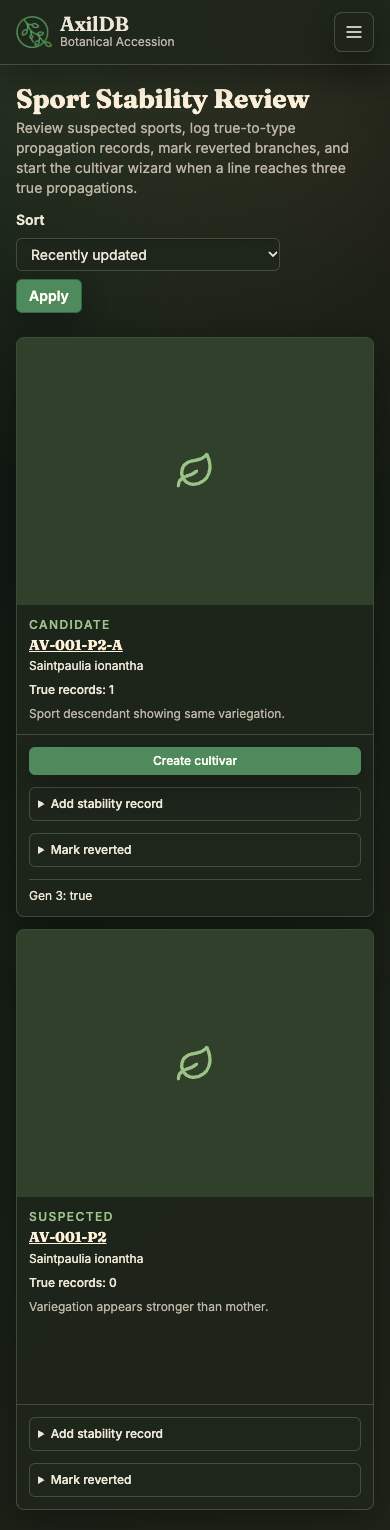 AxilDB
Botanical Accession
Sport Stability Review
Review suspected sports, log true-to-type
propagation records, mark reverted branches, and
start the cultivar wizard when a line reaches three
true propagations.
Sort
Recently updated
Apply
CANDIDATE
AV-001-P2-A
Saintpaulia ionantha
True records: 1
Sport descendant showing same variegation.
Create cultivar
Add stability record
Mark reverted
Gen 3: true
SUSPECTED
AV-001-P2
Saintpaulia ionantha
True records: 0
Variegation appears stronger than mother.
Add stability record
Mark reverted